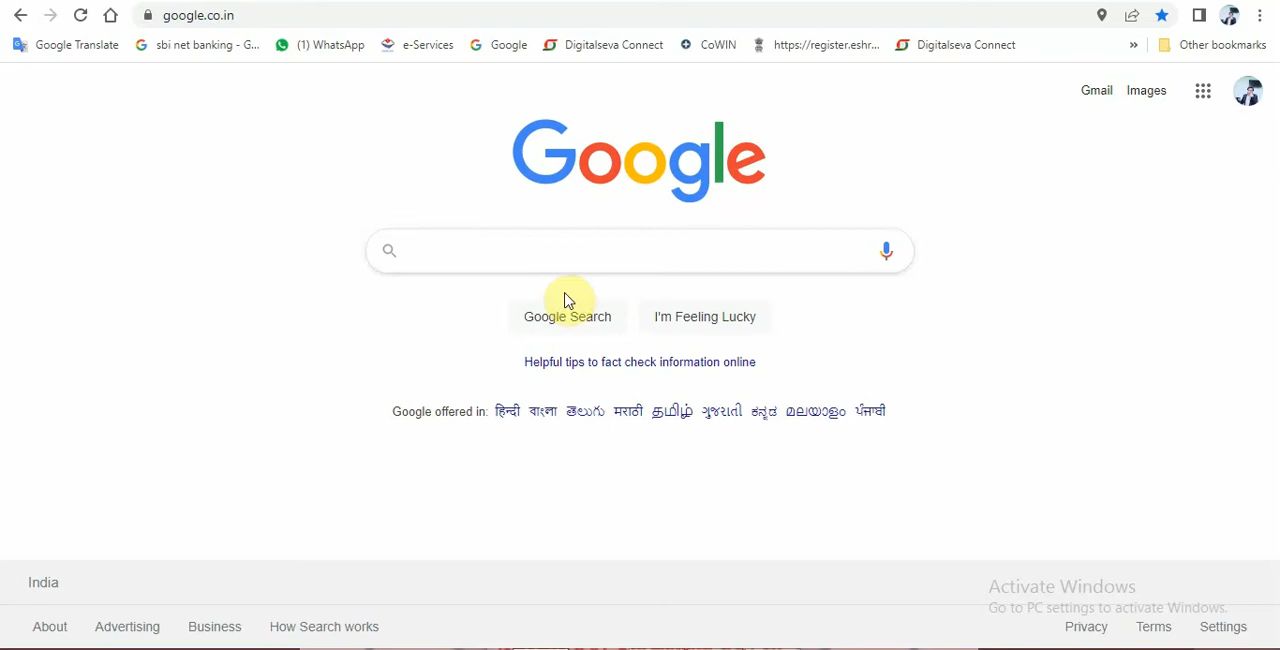 google.co.in
Google Translate sbi net banking - G... (1) WhatsApp e-Services Google Digitalseva Connect CoWIN https://register.eshr... Digitalseva Connect » Other bookmarks
Gmail Images
Google
Google Search I'm Feeling Lucky
Helpful tips to fact check information online
Google offered in: हिन्दी বাংলা తెలుగు मराठी தமிழ் ગુજરાતી ಕನ್ನಡ മലയാളം ਪੰਜਾਬੀ
India
Activate Windows
Go to PC settings to activate Windows.
About Advertising Business How Search works Privacy Terms Settings